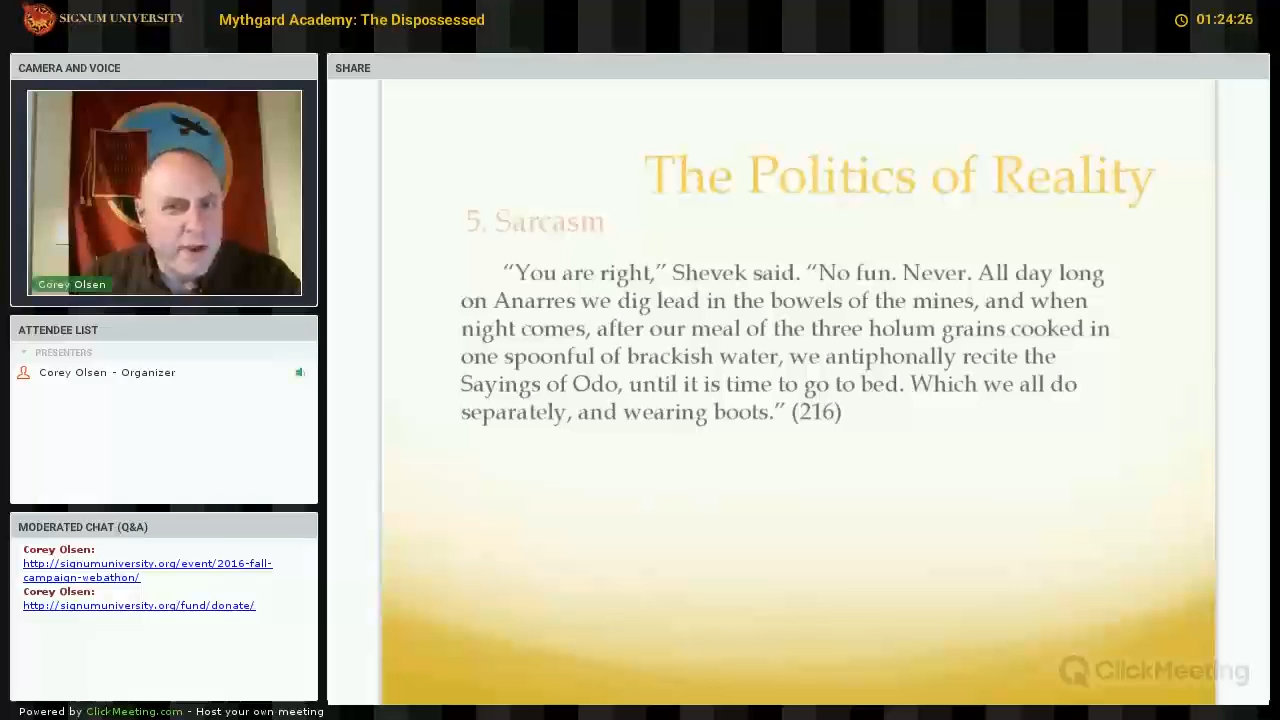 SIGNUM UNIVERSITY
Mythgard Academy: The Dispossessed
01:24:26
CAMERA AND VOICE
Corey Olsen
ATTENDEE LIST
PRESENTERS
Corey Olsen - Organizer
MODERATED CHAT (Q&A)
Corey Olsen:
http://signumuniversity.org/event/2016-fall-
campaign-webathon/
Corey Olsen:
http://signumuniversity.org/fund/donate/
SHARE
The Politics of Reality
5. Sarcasm
“You are right,” Shevek said. “No fun. Never. All day long
on Anarres we dig lead in the bowels of the mines, and when
night comes, after our meal of the three holum grains cooked in
one spoonful of brackish water, we antiphonally recite the
Sayings of Odo, until it is time to go to bed. Which we all do
separately, and wearing boots.” (216)
ClickMeeting
Powered by ClickMeeting.com - Host your own meeting